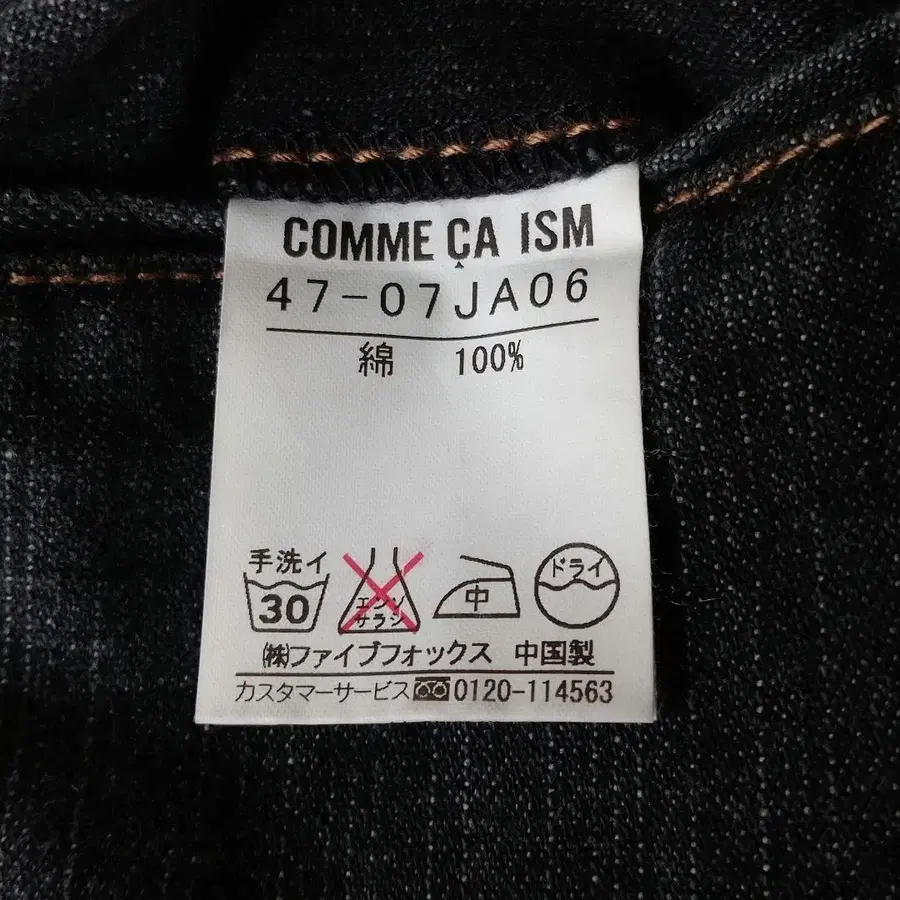 COMME ÇA ISM
47-07JA06
綿 100%
手洗イ
30 エンソサラシ 中 ドライ
㈱ファイブフォックス 中国製
カスタマーサービス 0120-114563